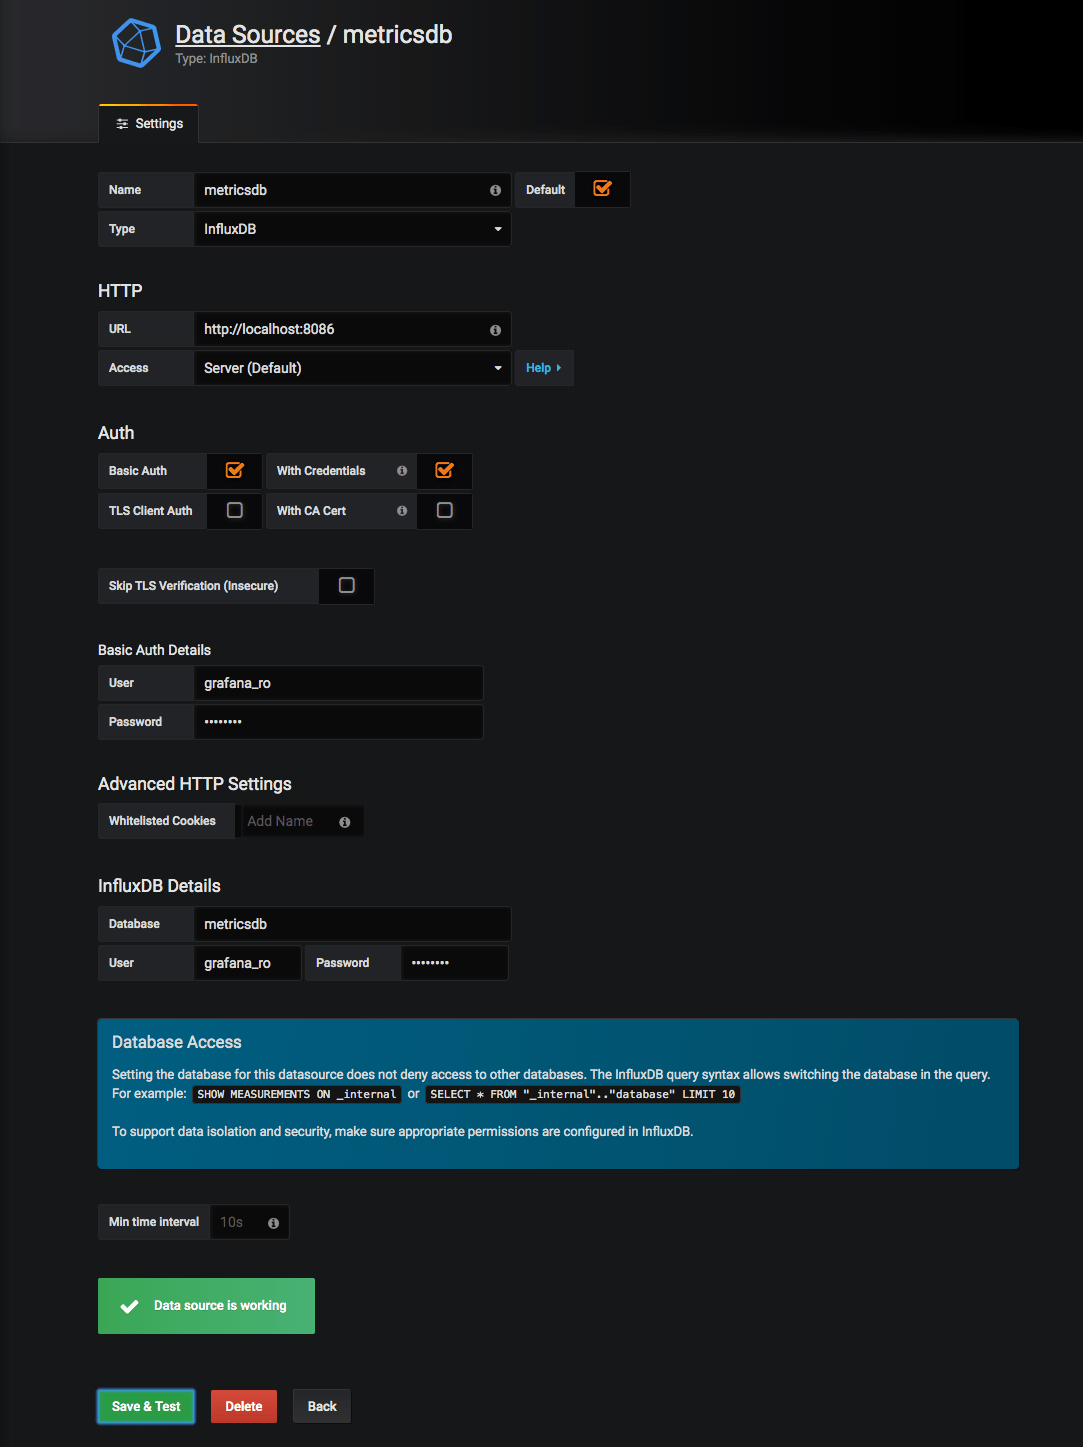 Data Sources / metricsdb
Type: InfluxDB
Settings
Name metricsdb Default
Type InfluxDB
HTTP
URL http://localhost:8086
Access Server (Default) Help
Auth
Basic Auth With Credentials
TLS Client Auth With CA Cert
Skip TLS Verification (Insecure)
Basic Auth Details
User grafana_ro
Password ••••••••
Advanced HTTP Settings
Whitelisted Cookies Add Name
InfluxDB Details
Database metricsdb
User grafana_ro Password ••••••••
Database Access
Setting the database for this datasource does not deny access to other databases. The InfluxDB query syntax allows switching the database in the query.
For example: SHOW MEASUREMENTS ON _internal or SELECT * FROM "_internal".."database" LIMIT 10
To support data isolation and security, make sure appropriate permissions are configured in InfluxDB.
Min time interval 10s
Data source is working
Save & Test Delete Back